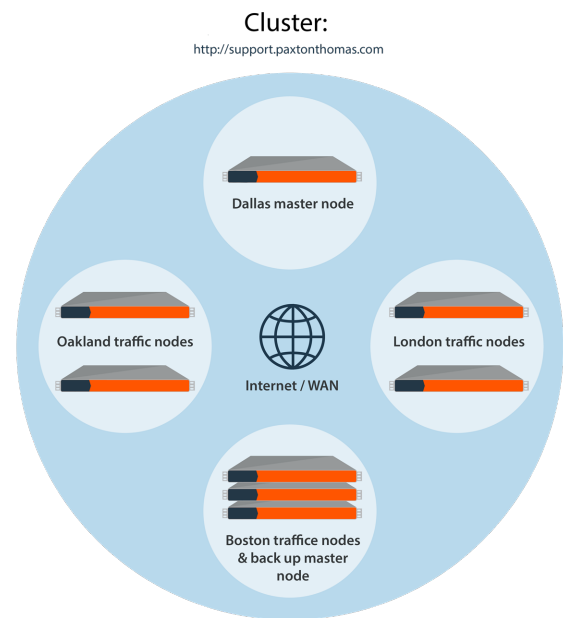 Cluster:
http://support.paxtonthomas.com
Dallas master node
Oakland traffic nodes
London traffic nodes
Internet / WAN
Boston traffice nodes
& back up master
node